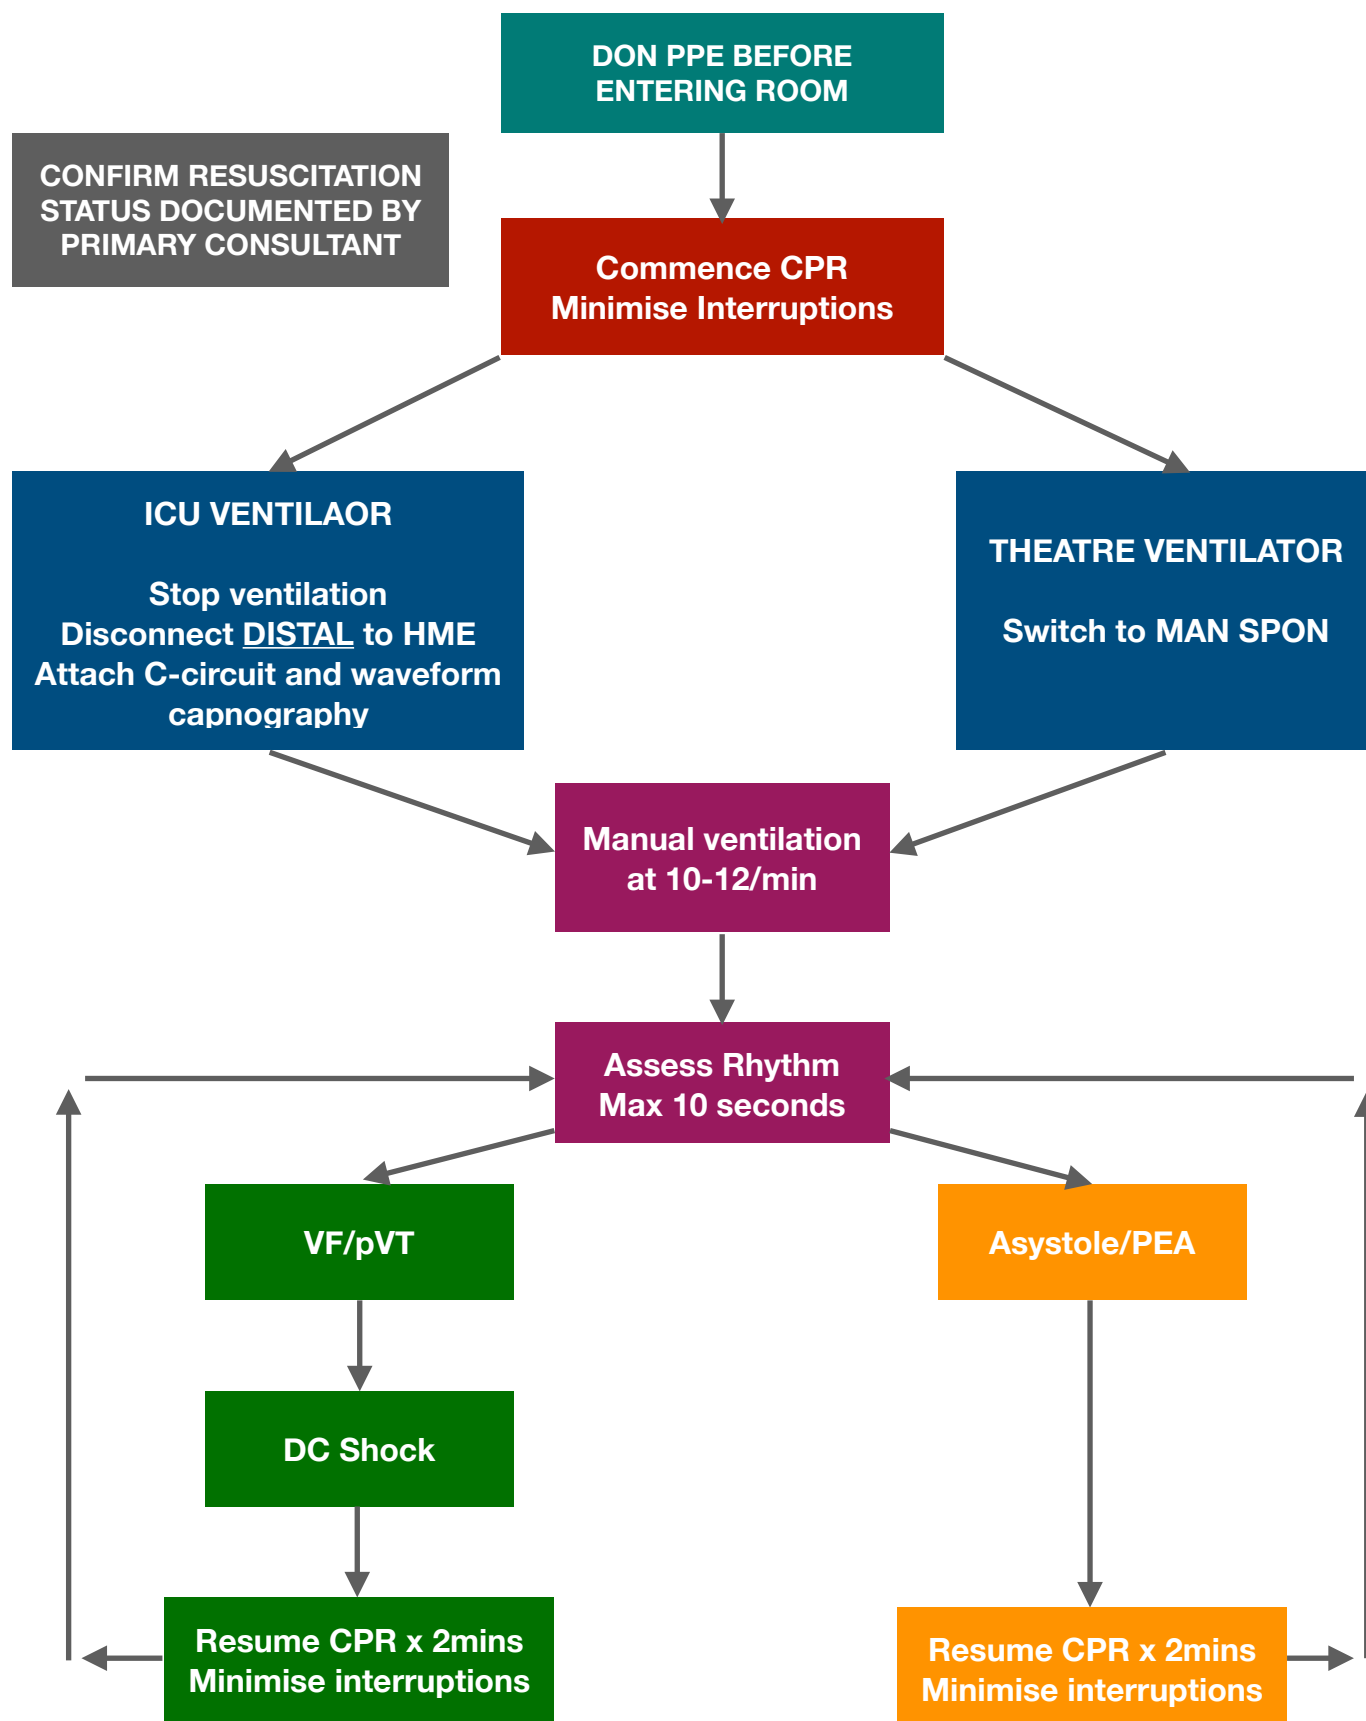 DON PPE BEFORE
ENTERING ROOM
CONFIRM RESUSCITATION
STATUS DOCUMENTED BY
PRIMARY CONSULTANT
Commence CPR
Minimise Interruptions
ICU VENTILAOR
Stop ventilation
Disconnect DISTAL to HME
Attach C-circuit and waveform
capnography
THEATRE VENTILATOR
Switch to MAN SPON
Manual ventilation
at 10-12/min
Assess Rhythm
Max 10 seconds
VF/pVT
Asystole/PEA
DC Shock
Resume CPR x 2mins
Minimise interruptions
Resume CPR x 2mins
Minimise interruptions